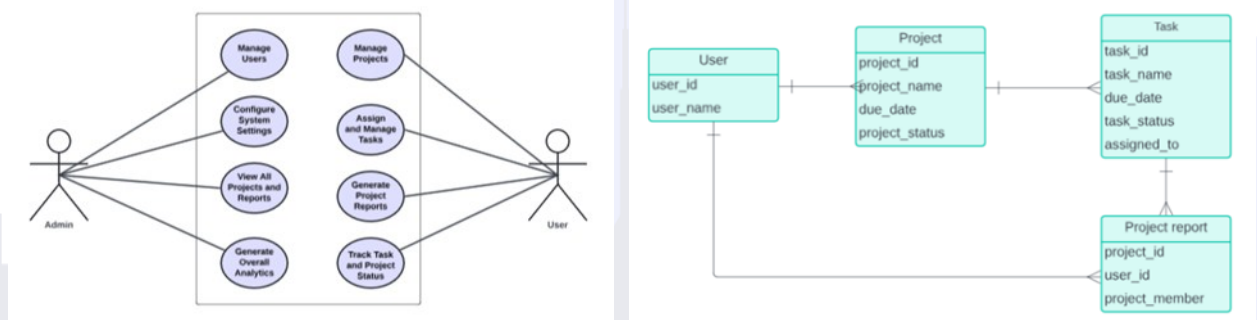 Manage
Users
Manage
Projects
Configure
System
Settings
Assign
and Manage
Tasks
View All
Projects and
Reports
Generate
Project
Reports
Generate
Overall
Analytics
Track Task
and Project
Status
Admin
User
User
user_id
user_name
Project
project_id
project_name
due_date
project_status
Task
task_id
task_name
due_date
task_status
assigned_to
Project report
project_id
user_id
project_member